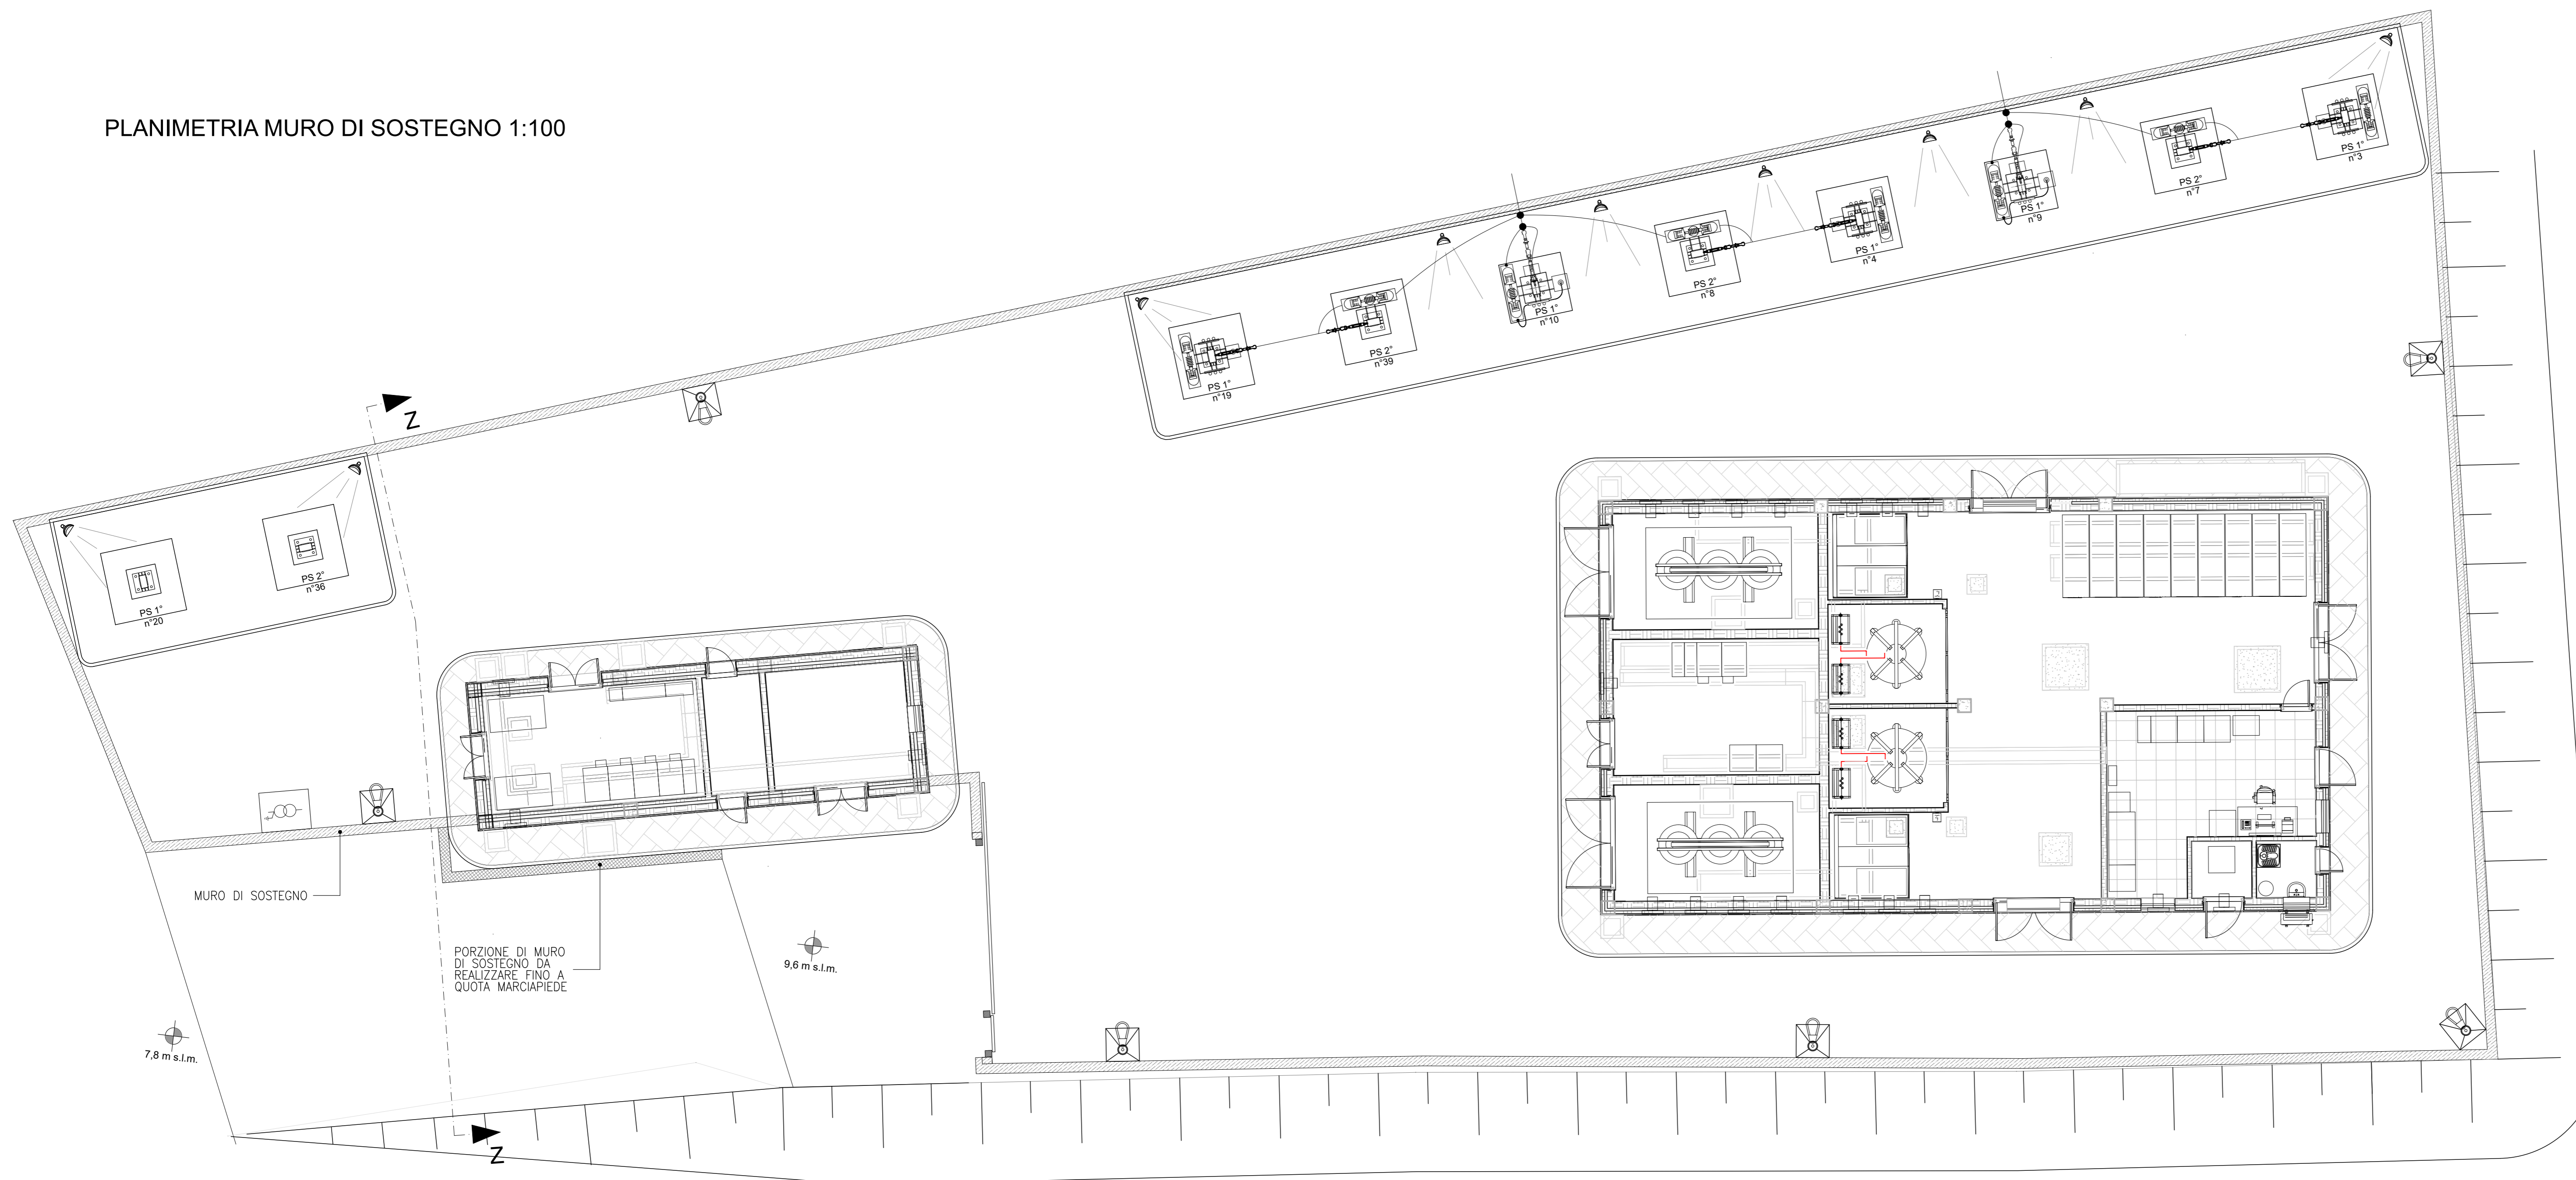 PLANIMETRIA MURO DI SOSTEGNO 1:100
PS 1°
n°3
PS 2°
n°7
PS 1°
n°9
PS 1°
n°4
PS 2°
n°8
PS 1°
n°10
PS 2°
n°39
PS 1°
n°19
Z
PS 2°
n°36
PS 1°
n°20
MURO DI SOSTEGNO
PORZIONE DI MURO
DI SOSTEGNO DA
REALIZZARE FINO A
QUOTA MARCIAPIEDE
9,6 m s.l.m.
7,8 m s.l.m.
Z